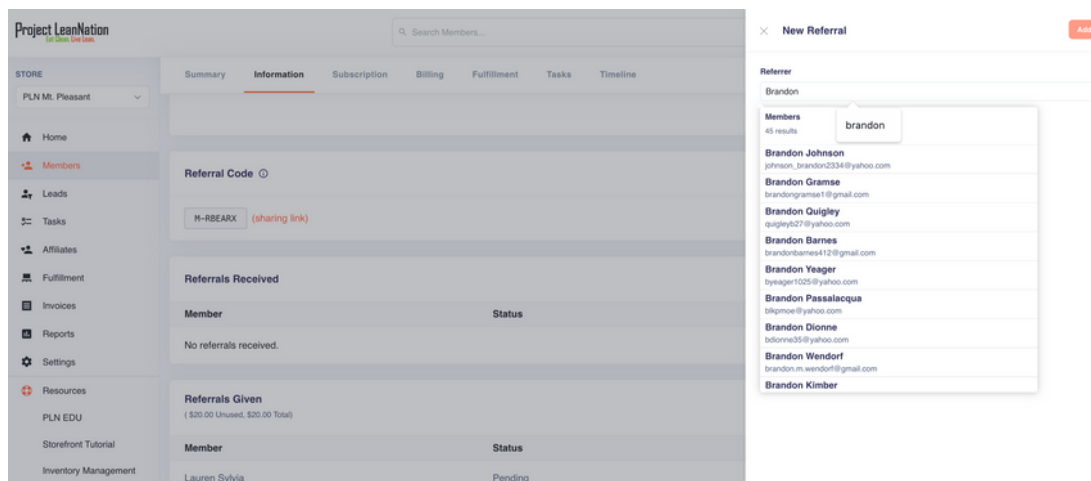 Project LeanNation
Eat Clean. Live Lean.
Search Members...
STORE
PLN Mt. Pleasant
Home
Members
Leads
Tasks
Affiliates
Fulfillment
Invoices
Reports
Settings
Resources
PLN EDU
Storefront Tutorial
Inventory Management
Summary Information Subscription Billing Fulfillment Tasks Timeline
Referral Code
M-RBEARX (sharing link)
Referrals Received
Member Status
No referrals received.
Referrals Given
( $20.00 Unused, $20.00 Total)
Member Status
Lauren Sylvia Pending
New Referral
Add
Referrer
Brandon
brandon
Members
45 results
Brandon Johnson
johnson_brandon2334@yahoo.com
Brandon Gramse
brandongramse1@gmail.com
Brandon Quigley
quigleyb27@yahoo.com
Brandon Barnes
brandonbarnes412@gmail.com
Brandon Yeager
byeager1025@yahoo.com
Brandon Passalacqua
blkpmoe@yahoo.com
Brandon Dionne
bdionne35@yahoo.com
Brandon Wendorf
brandon.m.wendorf@gmail.com
Brandon Kimber